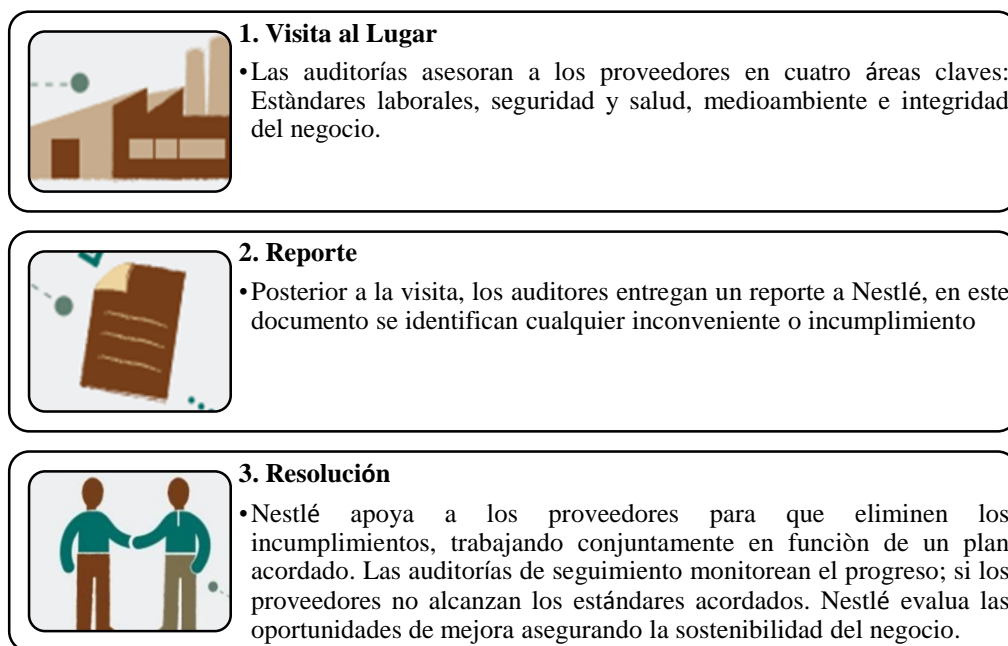 1. Visita al Lugar
•Las auditorías asesoran a los proveedores en cuatro áreas claves:
Estàndares laborales, seguridad y salud, medioambiente e integridad
del negocio.
2. Reporte
•Posterior a la visita, los auditores entregan un reporte a Nestlé, en este
documento se identifican cualquier inconveniente o incumplimiento
3. Resolución
•Nestlé apoya a los proveedores para que eliminen los
incumplimientos, trabajando conjuntamente en funciòn de un plan
acordado. Las auditorías de seguimiento monitorean el progreso; si los
proveedores no alcanzan los estándares acordados. Nestlé evalua las
oportunidades de mejora asegurando la sostenibilidad del negocio.